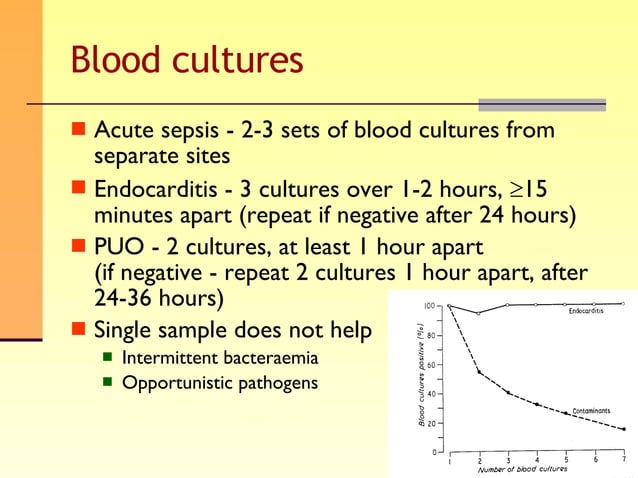 Blood cultures
Acute sepsis - 2-3 sets of blood cultures from
separate sites
Endocarditis - 3 cultures over 1-2 hours, ≥15
minutes apart (repeat if negative after 24 hours)
PUO - 2 cultures, at least 1 hour apart
(if negative - repeat 2 cultures 1 hour apart, after
24-36 hours)
Single sample does not help
Intermittent bacteraemia
Opportunistic pathogens
Blood cultures positive (%)
100
80
60
40
20
0
Endocarditis
Contaminants
1 2 3 4 5 6 7
Number of blood cultures